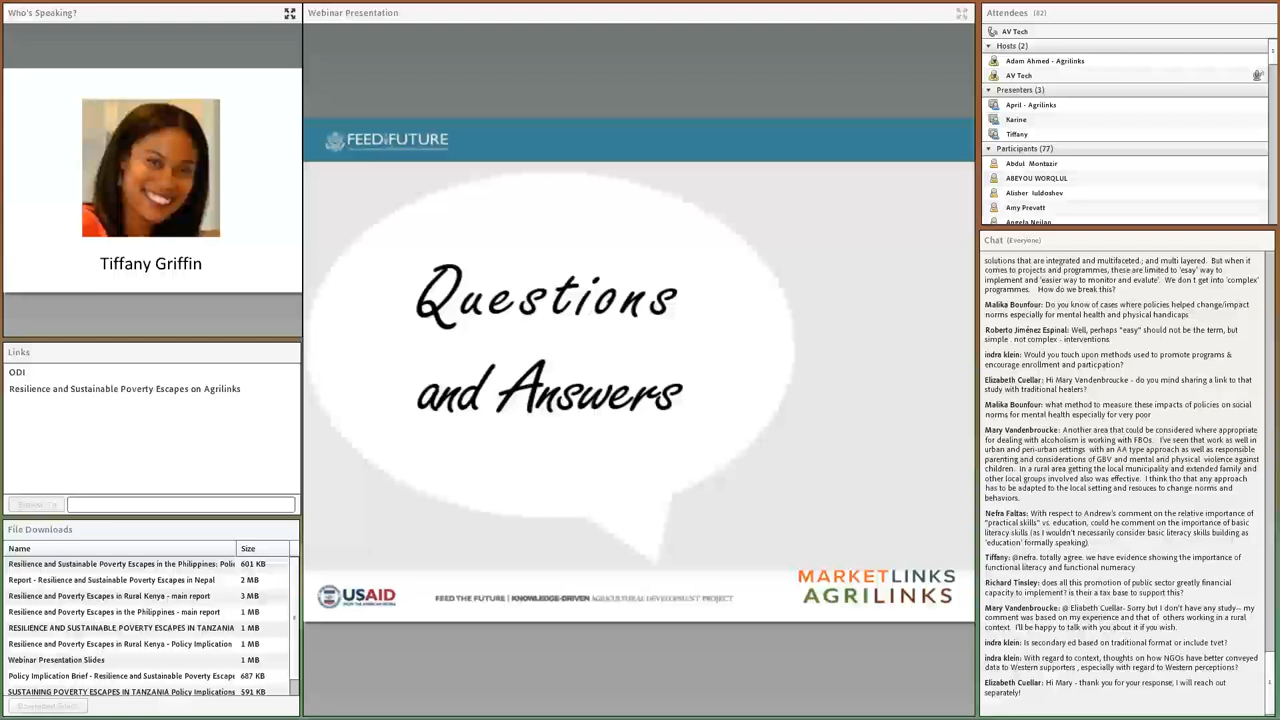 Who's Speaking?
Tiffany Griffin
Links
ODI
Resilience and Sustainable Poverty Escapes on Agrilinks
File Downloads
Name Size
Resilience and Sustainable Poverty Escapes in the Philippines: Polic 601 KB
Report - Resilience and Sustainable Poverty Escapes in Nepal 2 MB
Resilience and Poverty Escapes in Rural Kenya - main report 3 MB
Resilience and Poverty Escapes in the Philippines - main report 1 MB
RESILIENCE AND SUSTAINABLE POVERTY ESCAPES IN TANZANIA 1 MB
Resilience and Poverty Escapes in Rural Kenya - Policy Implication 1 MB
Webinar Presentation Slides 1 MB
Policy Implication Brief - Resilience and Sustainable Poverty Escape 687 KB
SUSTAINING POVERTY ESCAPES IN TANZANIA Policy Implications 591 KB
Webinar Presentation
FEED THE FUTURE
Questions
and Answers
USAID
FEED THE FUTURE | KNOWLEDGE-DRIVEN AGRICULTURAL DEVELOPMENT PROJECT
MARKETLINKS
AGRILINKS
Attendees (82)
AV Tech
Hosts (2)
Adam Ahmed - Agrilinks
AV Tech
Presenters (3)
April - Agrilinks
Karine
Tiffany
Participants (77)
Abdul Montazir
ABEYOU WORQLUL
Alisher Iuldoshev
Amy Prevatt
Angela Neilan
Chat (Everyone)
solutions that are integrated and multifaceted.; and multi layered. But when it
comes to projects and programmes, these are limited to 'esay' way to
implement and 'easier way to monitor and evalute'. We don t get into 'complex'
programmes. How do we break this?
Malika Bounfour: Do you know of cases where policies helped change/impact
norms especially for mental health and physical handicaps
Roberto Jiménez Espinal: Well, perhaps "easy" should not be the term, but
simple . not complex - interventions.
indra klein: Would you touch upon methods used to promote programs &
encourage enrollment and particpation?
Elizabeth Cuellar: Hi Mary Vandenbroucke - do you mind sharing a link to that
study with traditional healers?
Malika Bounfour: what method to measure these impacts of policies on social
norms for mental health especially for very poor
Mary Vandenbroucke: Another area that could be considered where appropriate
for dealing with alcoholism is working with FBOs. I've seen that work as well in
urban and peri-urban settings with an AA type approach as well as responsible
parenting and considerations of GBV and mental and physical violence against
children. In a rural area getting the local municipality and extended family and
other local groups involved also was effective. I think tho that any approach
has to be adapted to the local setting and resouces to change norms and
behaviors.
Nefra Faltas: With respect to Andrew's comment on the relative importance of
"practical skills" vs. education, could be comment on the importance of basic
literacy skills (as I wouldn't necessarily consider basic literacy skills building as
'education' formally speaking).
Tiffany: @nefra. totally agree. we have evidence showing the importance of
functional literacy and functional numeracy
Richard Tinsley: does all this promotion of public sector greatly financial
capacity to implement? is their a tax base to support this?
Mary Vandenbroucke: @ Eliabeth Cuellar- Sorry but I don't have any study-- my
comment was based on my experience and that of others working in a rural
context. I'll be happy to talk with you about it if you wish.
indra klein: Is secondary ed based on traditional format or include tvet?
indra klein: With regard to context, thoughts on how NGOs have better conveyed
data to Western supporters , especially with regard to Western perceptions?
Elizabeth Cuellar: Hi Mary - thank you for your response; I will reach out
separately!